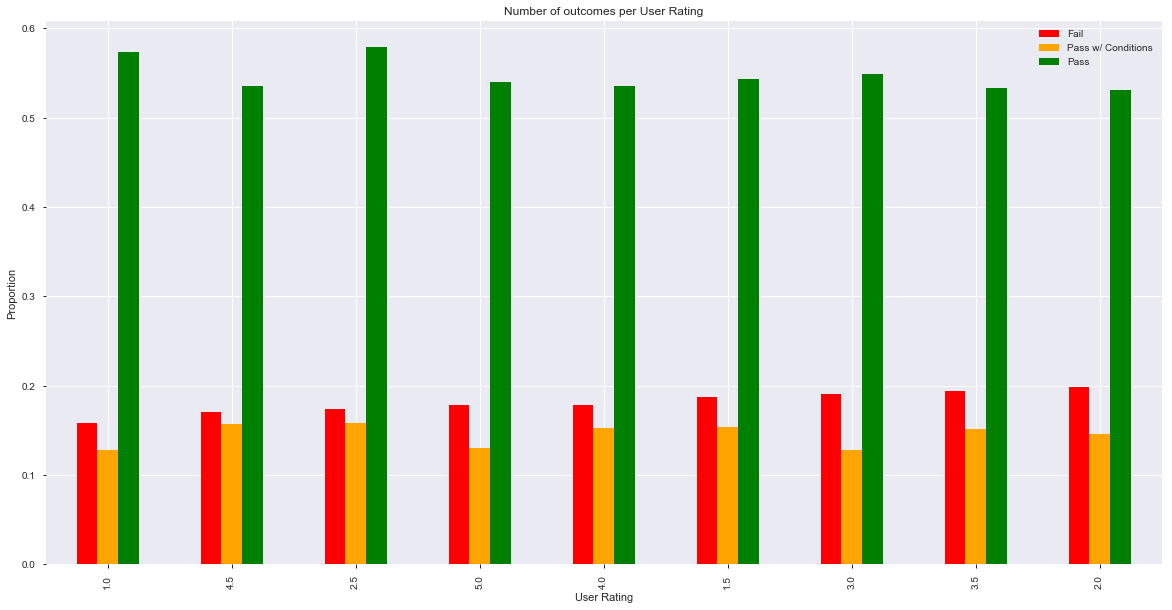 Number of outcomes per User Rating
Fail
Pass w/ Conditions
Pass
0.6
0.5
0.4
0.3
0.2
0.1
0.0
Proportion
1.0
4.5
2.5
5.0
4.0
1.5
3.0
3.5
2.0
User Rating